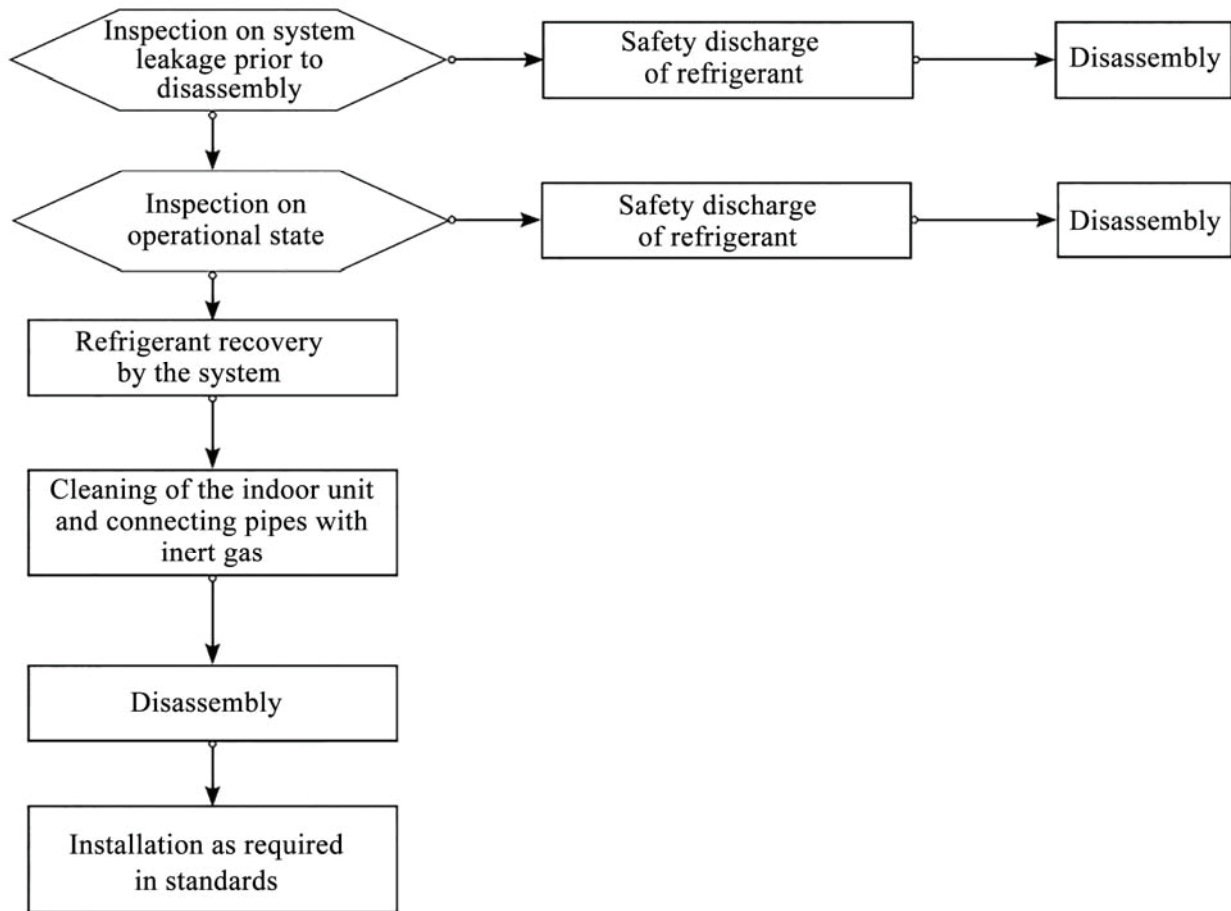 Inspection on system
leakage prior to
disassembly
Safety discharge
of refrigerant
Disassembly
Inspection on
operational state
Safety discharge
of refrigerant
Disassembly
Refrigerant recovery
by the system
Cleaning of the indoor unit
and connecting pipes with
inert gas
Disassembly
Installation as required
in standards